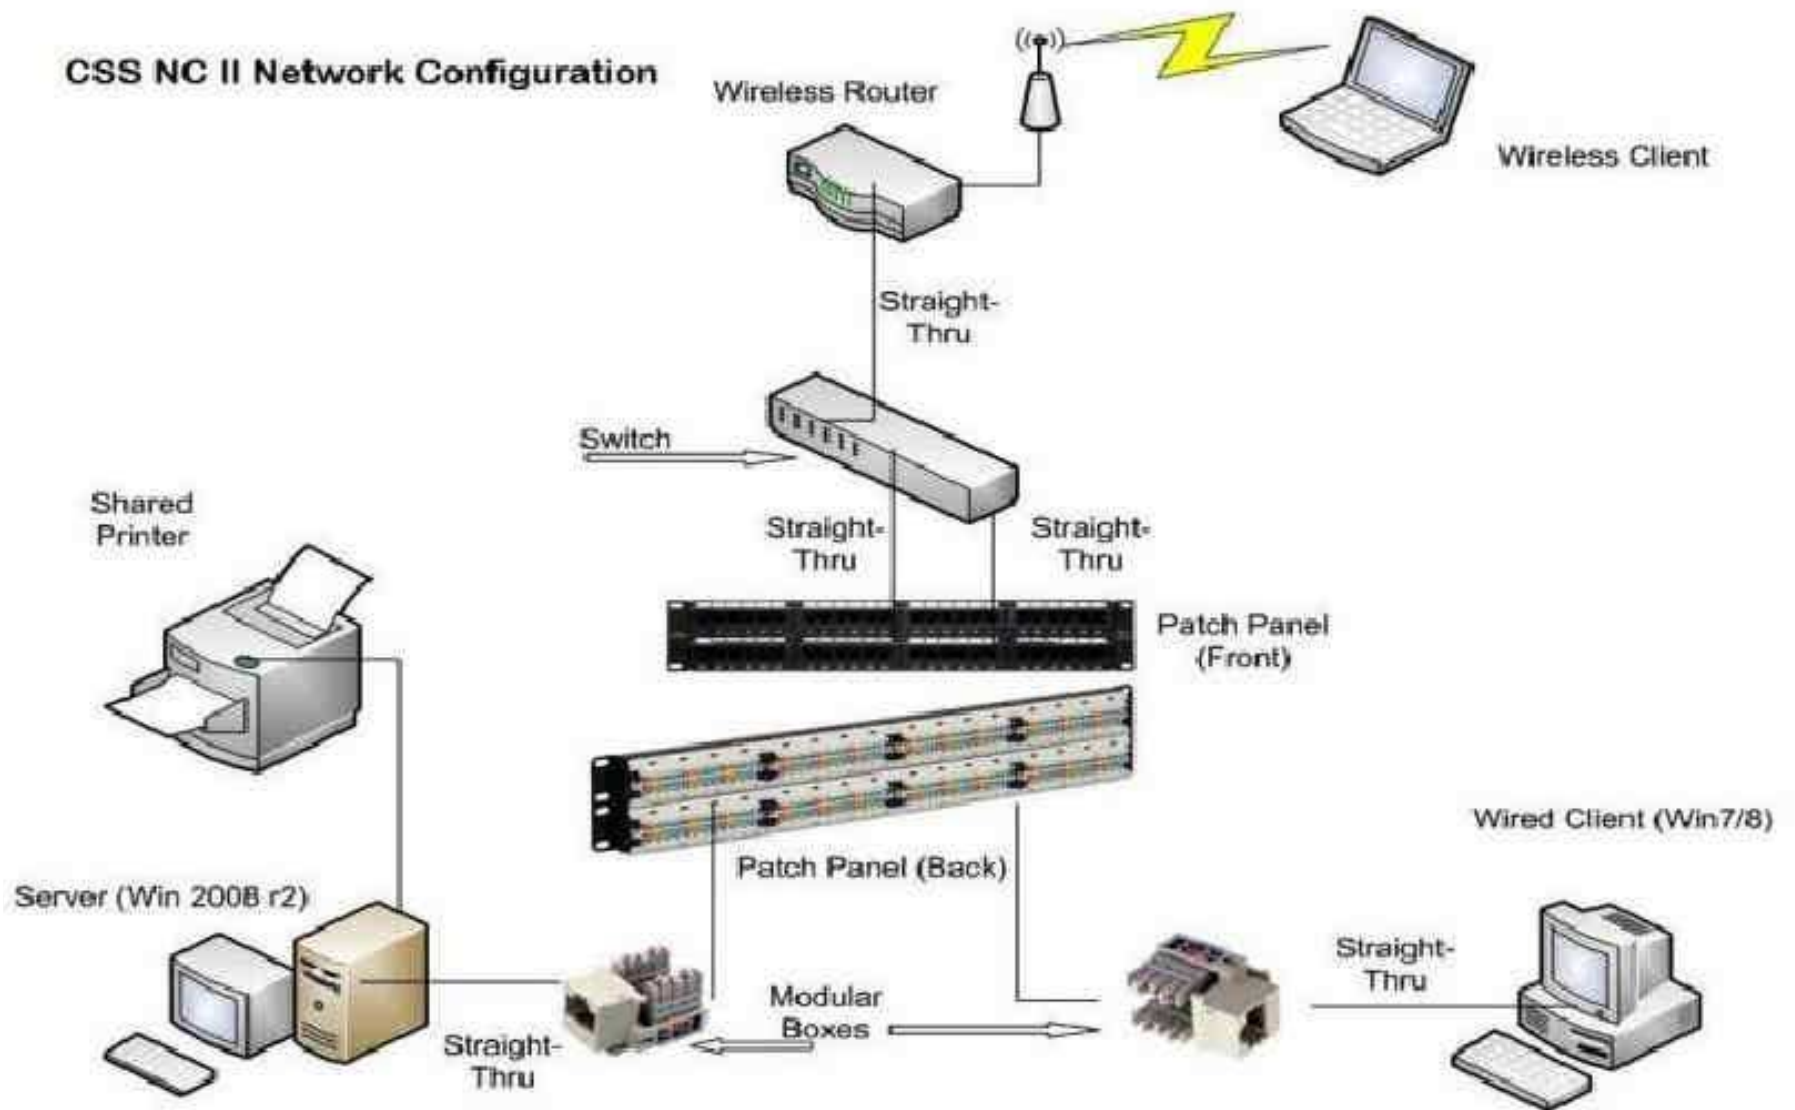 CSS NC II Network Configuration
Wireless Router
Wireless Client
Straight-
Thru
Switch
Shared
Printer
Straight-
Thru
Straight-
Thru
Patch Panel
(Front)
Wired Client (Win7/8)
Patch Panel (Back)
Server (Win 2008 r2)
Straight-
Thru
Modular
Boxes
Straight-
Thru